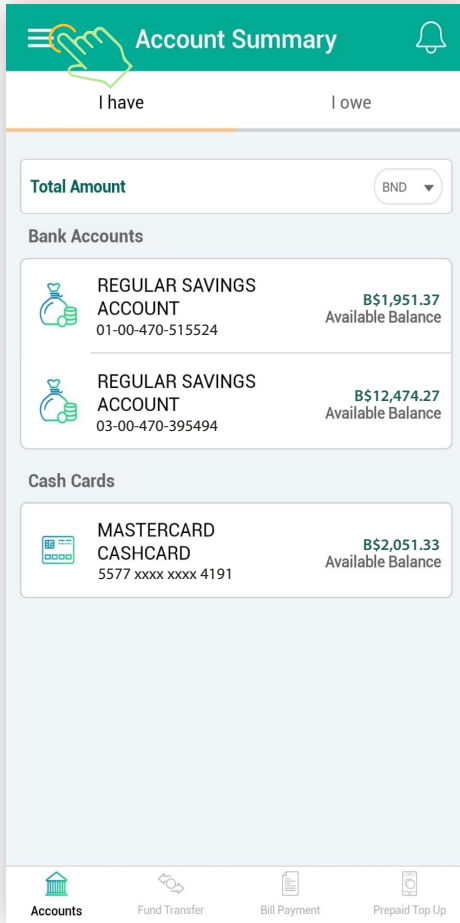 Account Summary
I have
I owe
Total Amount
BND
Bank Accounts
REGULAR SAVINGS
ACCOUNT
01-00-470-515524
B$1,951.37
Available Balance
REGULAR SAVINGS
ACCOUNT
03-00-470-395494
B$12,474.27
Available Balance
Cash Cards
MASTERCARD
CASHCARD
5577 xxxx xxxx 4191
B$2,051.33
Available Balance
Accounts
Fund Transfer
Bill Payment
Prepaid Top Up